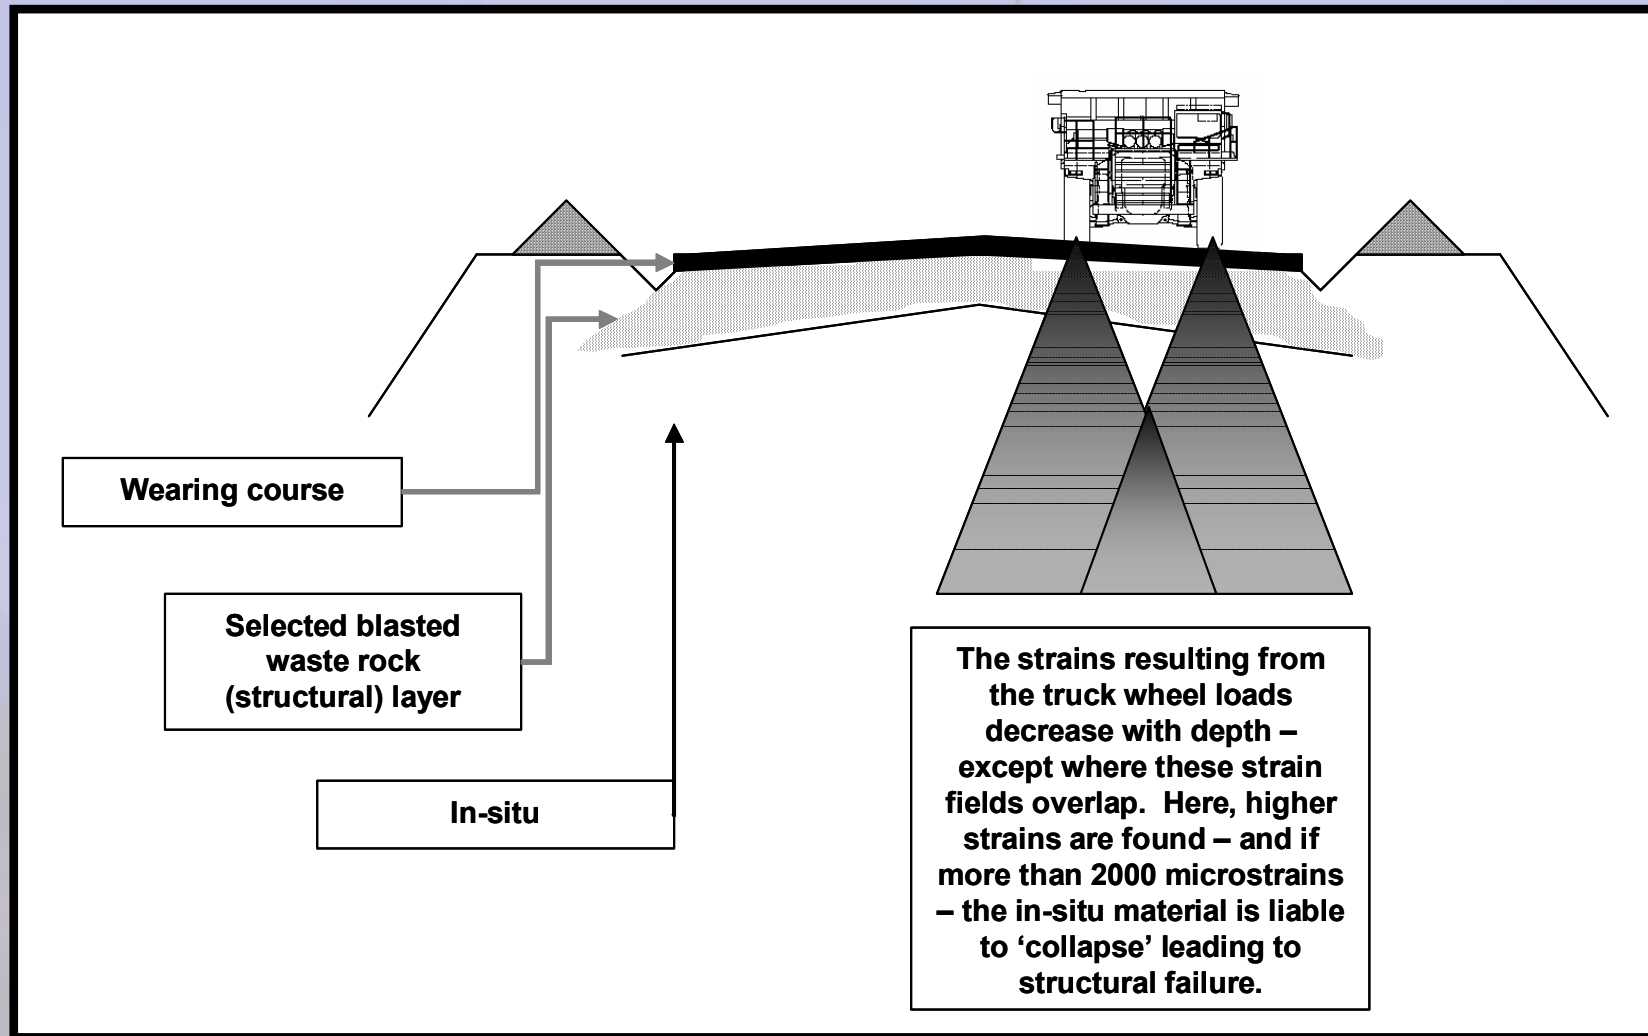 Wearing course
Selected blasted
waste rock
(structural) layer
In-situ
The strains resulting from
the truck wheel loads
decrease with depth –
except where these strain
fields overlap.  Here, higher
strains are found – and if
more than 2000 microstrains
– the in-situ material is liable
to ‘collapse’ leading to
structural failure.